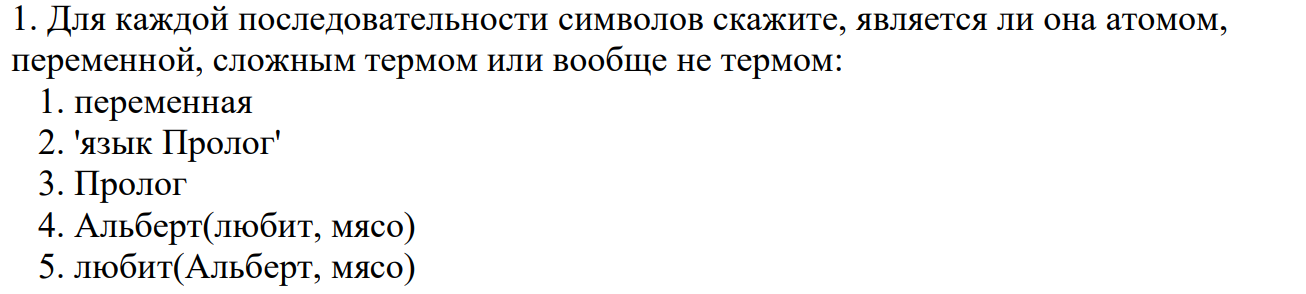 1. Для каждой последовательности символов скажите, является ли она атомом,
переменной, сложным термом или вообще не термом:
1. переменная
2. 'язык Пролог'
3. Пролог
4. Альберт(любит, мясо)
5. любит(Альберт, мясо)